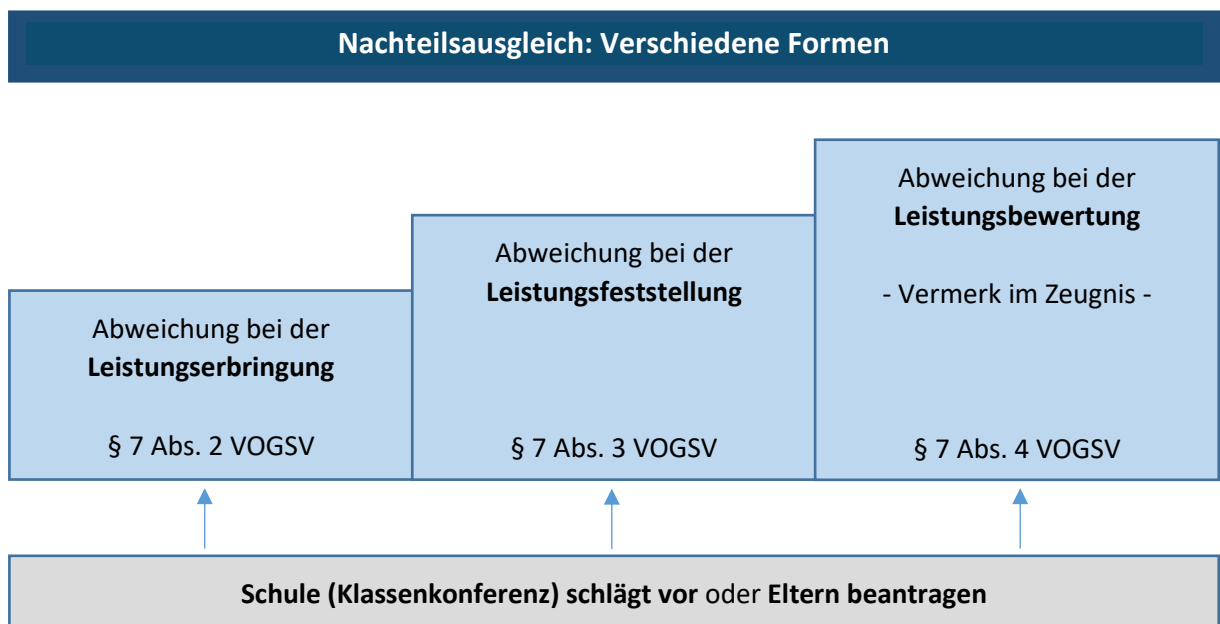 Nachteilsausgleich: Verschiedene Formen
Abweichung bei der
Leistungserbringung
§ 7 Abs. 2 VOGSV
Abweichung bei der
Leistungsfeststellung
§ 7 Abs. 3 VOGSV
Abweichung bei der
Leistungsbewertung
- Vermerk im Zeugnis -
§ 7 Abs. 4 VOGSV
Schule (Klassenkonferenz) schlägt vor oder Eltern beantragen